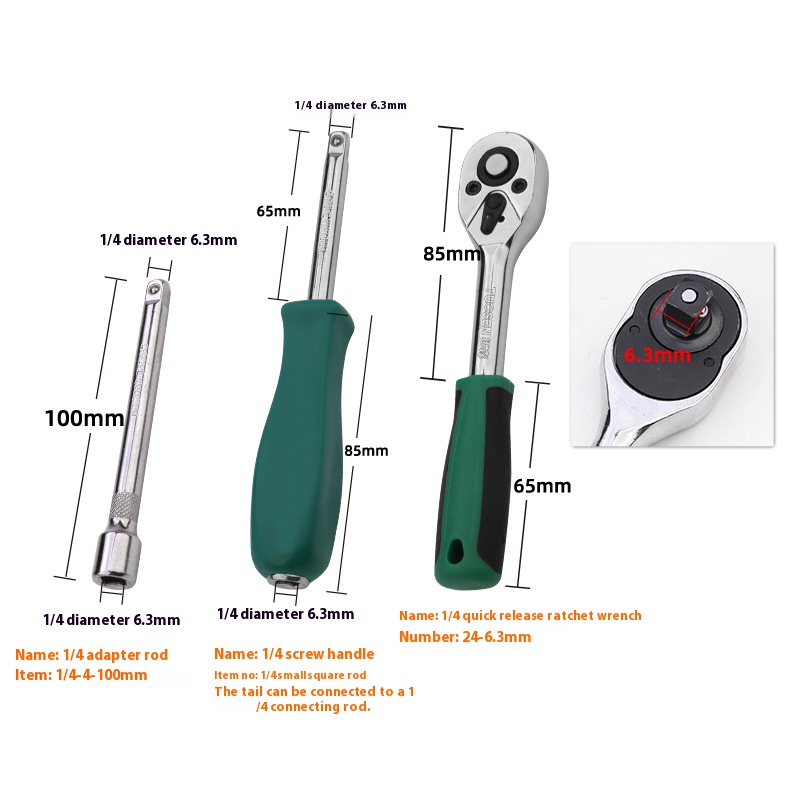 1/4 diameter 6.3mm
65mm
85mm
1/4 diameter 6.3mm
6.3mm
100mm
85mm
65mm
1/4 diameter 6.3mm
1/4 diameter 6.3mm
Name: 1/4 quick release ratchet wrench
Number: 24-6.3mm
Name: 1/4 adapter rod
Item: 1/4-4-100mm
Name: 1/4 screw handle
Item no: 1/4 small square rod
The tail can be connected to a 1
/4 connecting rod.